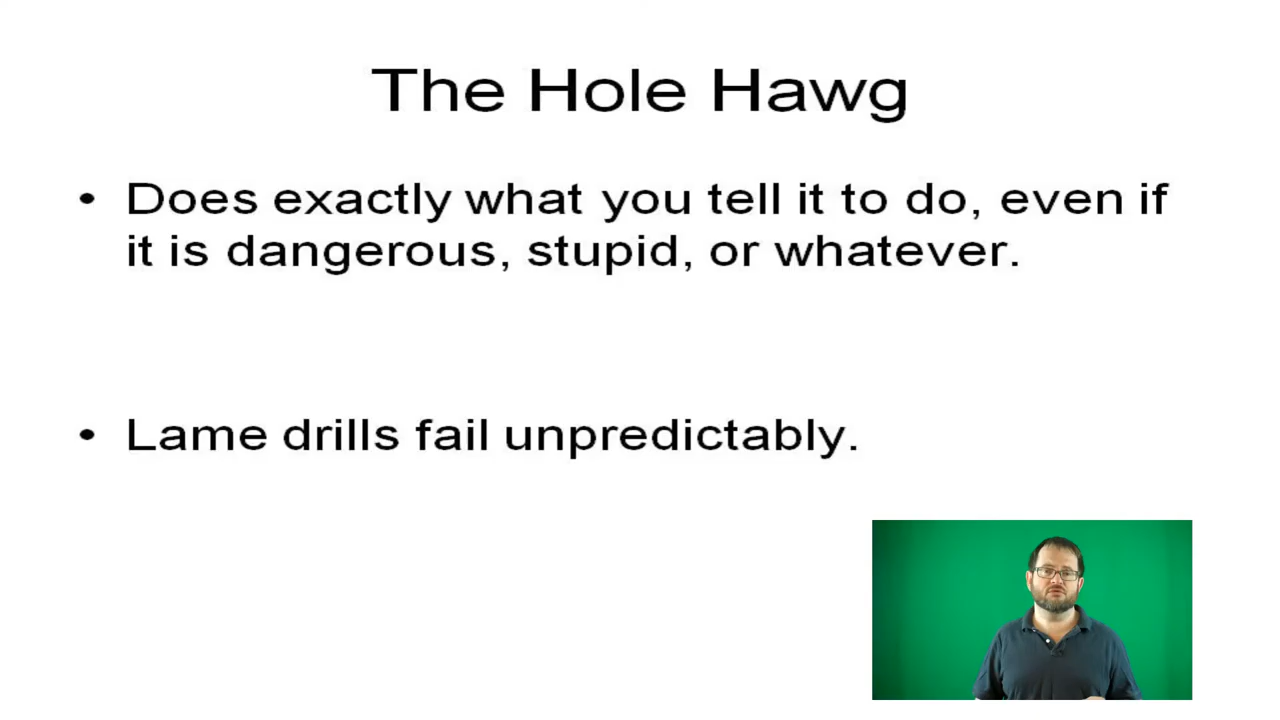 The Hole Hawg
• Does exactly what you tell it to do, even if
it is dangerous, stupid, or whatever.
• Lame drills fail unpredictably.